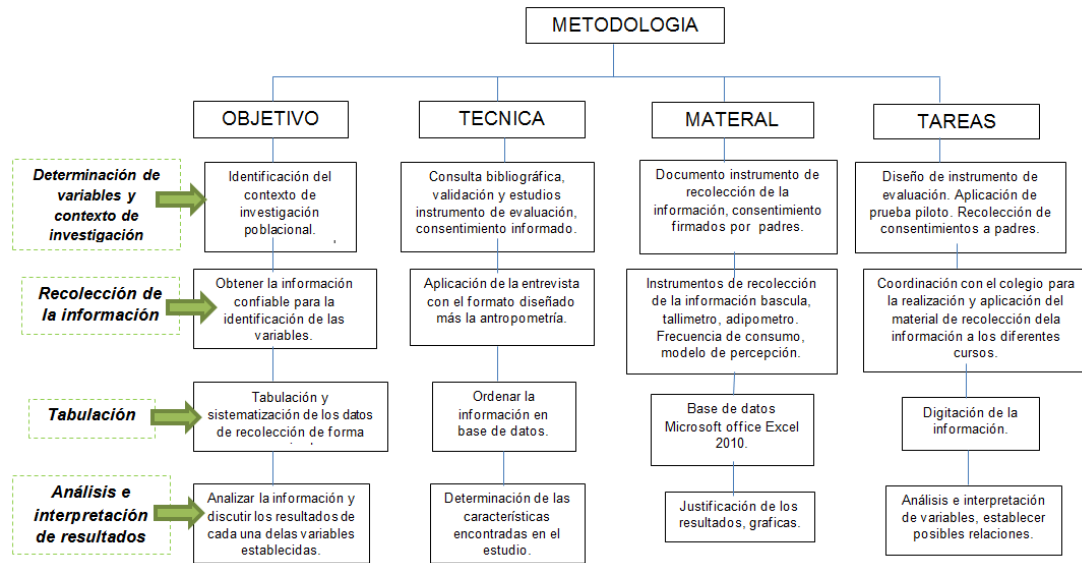 METODOLOGIA
OBJETIVO
TECNICA
MATERAL
TAREAS
Determinación de
variables y
contexto de
investigación
Identificación del
contexto de
investigación
poblacional.
Consulta bibliográfica,
validación y estudios
instrumento de evaluación,
consentimiento informado.
Documento instrumento de
recolección de la
información, consentimiento
firmados por padres.
Diseño de instrumento de
evaluación. Aplicación de
prueba piloto. Recolección de
consentimientos a padres.
Recolección de
la información
Obtener la información
confiable para la
identificación de las
variables.
Aplicación de la entrevista
con el formato diseñado
más la antropometría.
Instrumentos de recolección
de la información bascula,
tallimetro, adipometro.
Frecuencia de consumo,
modelo de percepción.
Coordinación con el colegio para
la realización y aplicación del
material de recolección dela
información a los diferentes
cursos.
Tabulación
Tabulación y
sistematización de los datos
de recolección de forma
Ordenar la
información en
base de datos.
Base de datos
Microsoft office Excel
2010.
Digitación de la
información.
Análisis e
interpretación
de resultados
Analizar la información y
discutir los resultados de
cada una delas variables
establecidas.
Determinación de las
características
encontradas en el
estudio.
Justificación de los
resultados, graficas.
Análisis e interpretación
de variables, establecer
posibles relaciones.